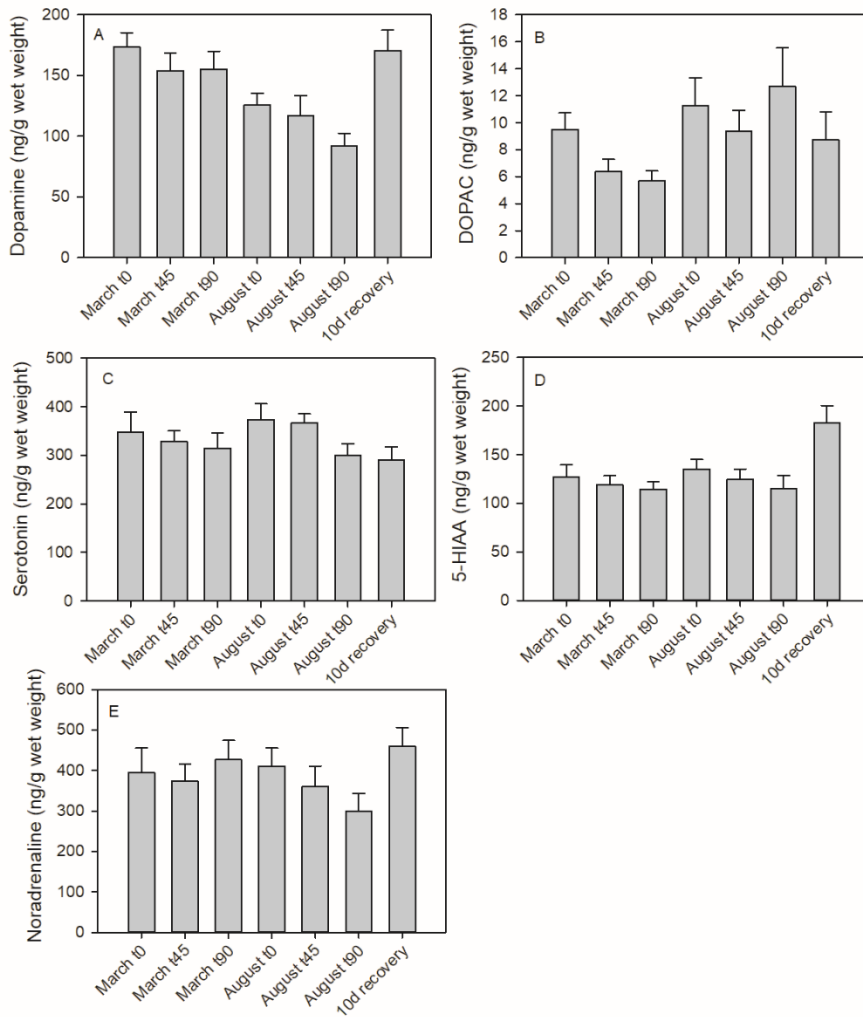 A
Dopamine (ng/g wet weight)
200
150
100
50
0
March t0
March t45
March t90
August t0
August t45
August t90
10d recovery
B
DOPAC (ng/g wet weight)
18
16
14
12
10
8
6
4
2
0
March t0
March t45
March t90
August t0
August t45
August t90
10d recovery
C
Serotonin (ng/g wet weight)
500
400
300
200
100
0
March t0
March t45
March t90
August t0
August t45
August t90
10d recovery
D
5-HIAA (ng/g wet weight)
250
200
150
100
50
0
March t0
March t45
March t90
August t0
August t45
August t90
10d recovery
E
Noradrenaline (ng/g wet weight)
600
500
400
300
200
100
0
March t0
March t45
March t90
August t0
August t45
August t90
10d recovery